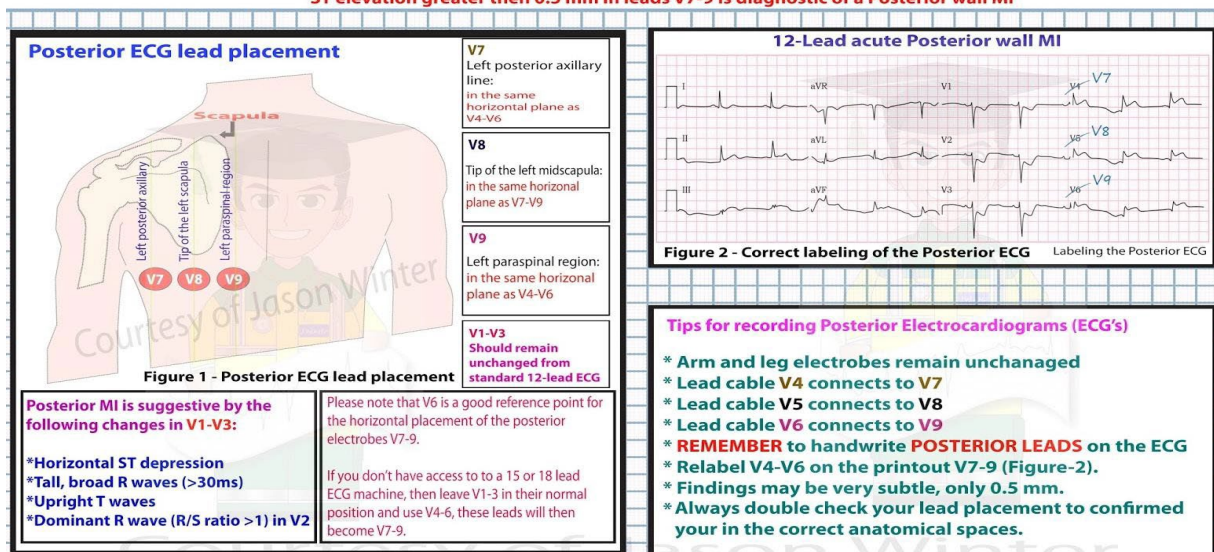 ST elevation greater then 0.5 mm in leads V7-9 is diagnostic of a Posterior wall MI
Posterior ECG lead placement
Scapula
Left posterior axillary
Tip of the left scapula
Left paraspinal region
V7
V8
V9
Courtesy of Jason Winter
Figure 1 - Posterior ECG lead placement
V7
Left posterior axillary
line:
in the same
horizontal plane as
V4-V6
V8
Tip of the left midscapula:
in the same horizonal
plane as V7-V9
V9
Left paraspinal region:
in the same horizonal
plane as V4-V6
V1-V3
Should remain
unchanged from
standard 12-lead ECG
Posterior MI is suggestive by the
following changes in V1-V3:
*Horizontal ST depression
*Tall, broad R waves (>30ms)
*Upright T waves
*Dominant R wave (R/S ratio >1) in V2
Please note that V6 is a good reference point for
the horizontal placement of the posterior
electrobes V7-9.
If you don't have access to to a 15 or 18 lead
ECG machine, then leave V1-3 in their normal
position and use V4-6, these leads will then
become V7-9.
12-Lead acute Posterior wall MI
I aVR V1 V4 V7
II aVL V2 V5 V8
III aVF V3 V6 V9
Figure 2 - Correct labeling of the Posterior ECG Labeling the Posterior ECG
Tips for recording Posterior Electrocardiograms (ECG's)
* Arm and leg electrobes remain unchanaged
* Lead cable V4 connects to V7
* Lead cable V5 connects to V8
* Lead cable V6 connects to V9
* REMEMBER to handwrite POSTERIOR LEADS on the ECG
* Relabel V4-V6 on the printout V7-9 (Figure-2).
* Findings may be very subtle, only 0.5 mm.
* Always double check your lead placement to confirmed
your in the correct anatomical spaces.
Courtesy of Jason Winter